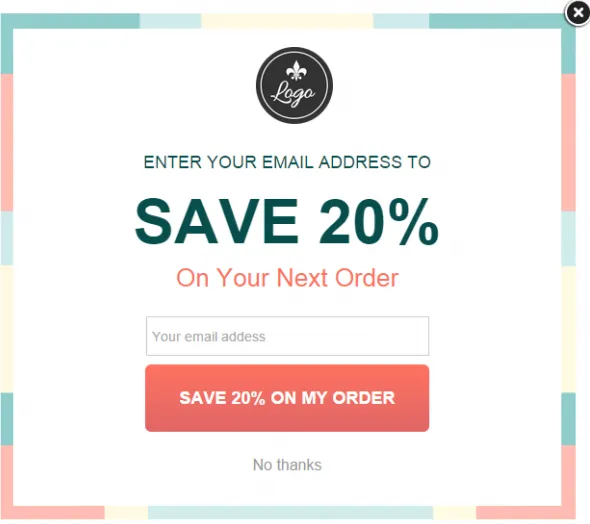 Logo
ENTER YOUR EMAIL ADDRESS TO
SAVE 20%
On Your Next Order
Your email addess
SAVE 20% ON MY ORDER
No thanks